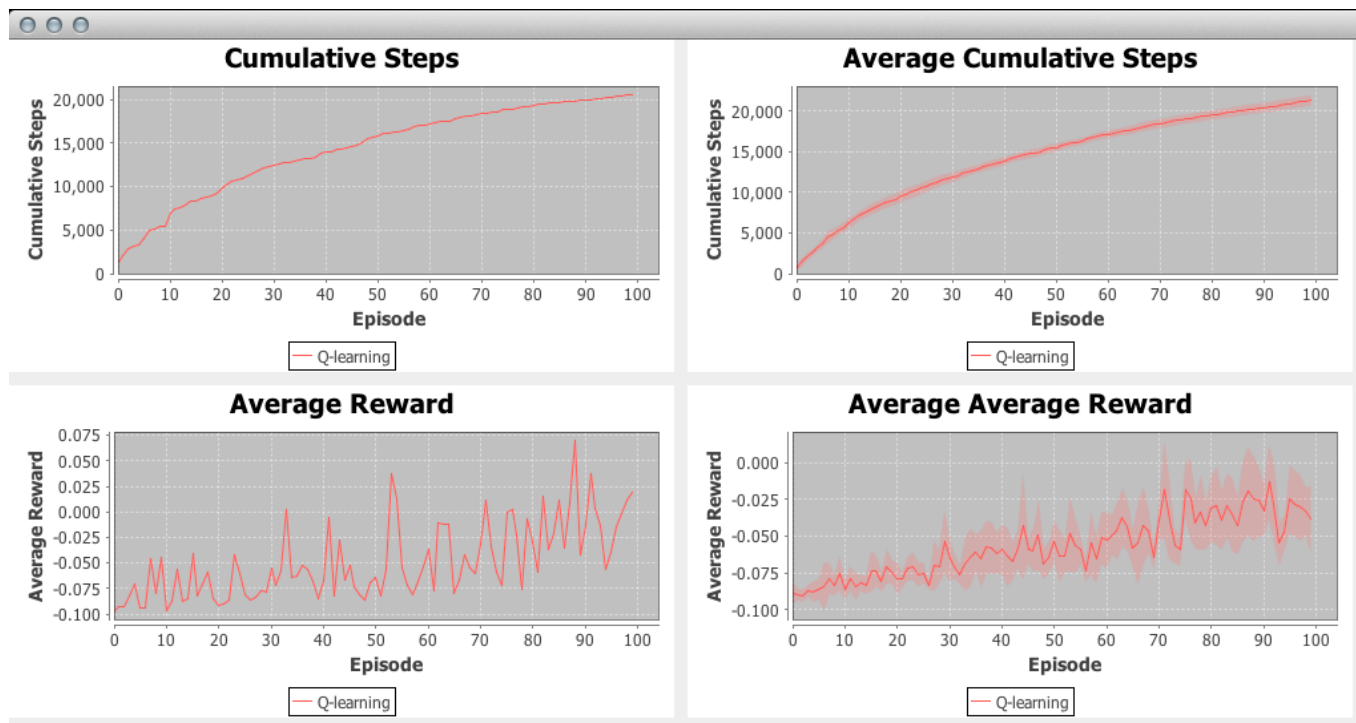 Cumulative Steps
Cumulative Steps
20,000
15,000
10,000
5,000
0
0 10 20 30 40 50 60 70 80 90 100
Episode
Q-learning
Average Cumulative Steps
Cumulative Steps
20,000
15,000
10,000
5,000
0
0 10 20 30 40 50 60 70 80 90 100
Episode
Q-learning
Average Reward
Average Reward
0.075
0.050
0.025
0.000
-0.025
-0.050
-0.075
-0.100
0 10 20 30 40 50 60 70 80 90 100
Episode
Q-learning
Average Average Reward
Average Reward
0.000
-0.025
-0.050
-0.075
-0.100
0 10 20 30 40 50 60 70 80 90 100
Episode
Q-learning